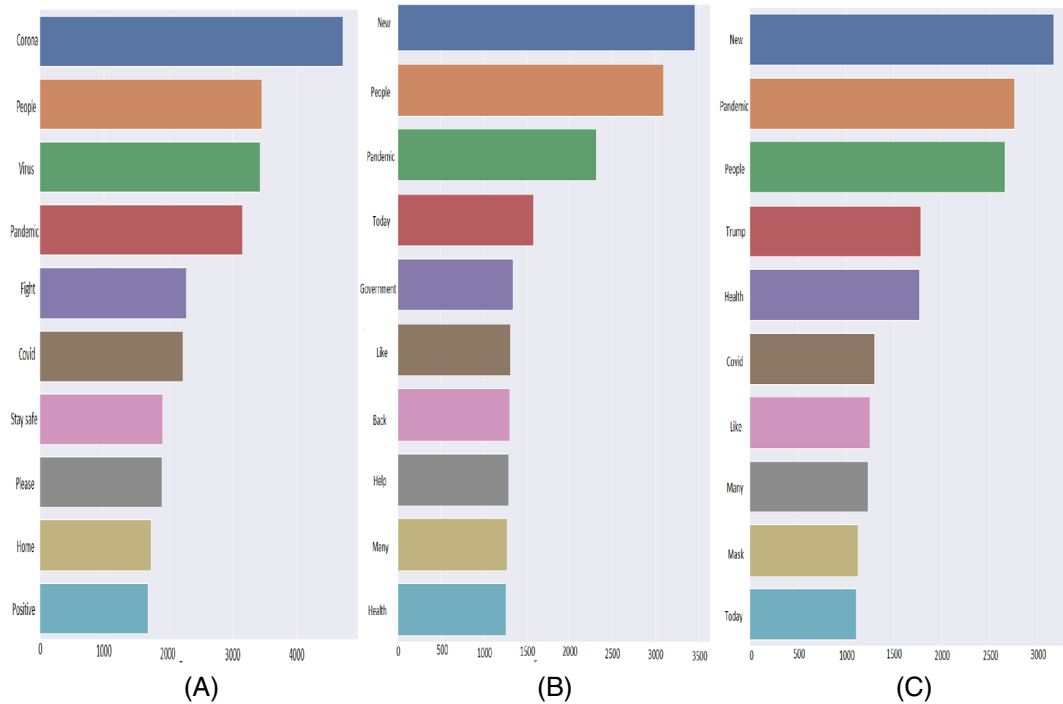 Corona
People
Virus
Pandemic
Fight
Covid
Stay safe
Please
Home
Positive
0 1000 2000 3000 4000
(A)
New
People
Pandemic
Today
Government
Like
Back
Help
Many
Health
0 500 1000 1500 2000 2500 3000 3500
(B)
New
Pandemic
People
Trump
Health
Covid
Like
Many
Mask
Today
0 500 1000 1500 2000 2500 3000
(C)